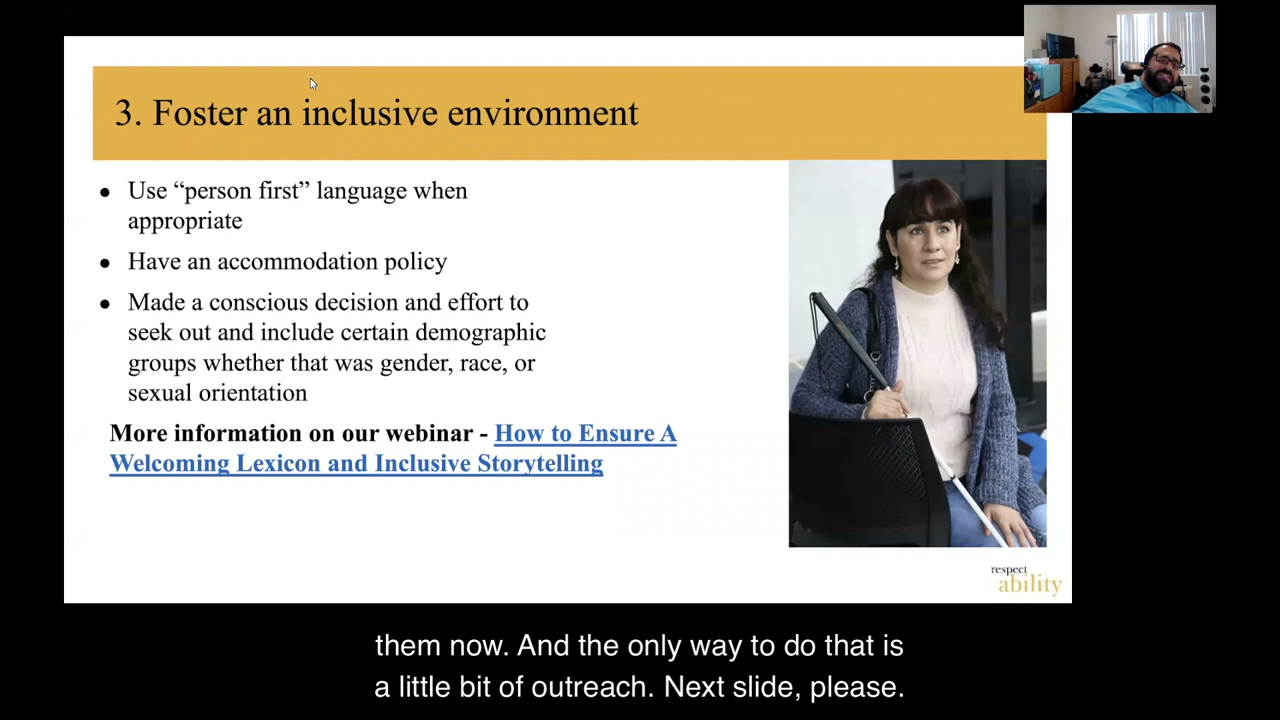 3. Foster an inclusive environment
● Use “person first” language when
appropriate
● Have an accommodation policy
● Made a conscious decision and effort to
seek out and include certain demographic
groups whether that was gender, race, or
sexual orientation
More information on our webinar - How to Ensure A
Welcoming Lexicon and Inclusive Storytelling
respect
ability
them now. And the only way to do that is
a little bit of outreach. Next slide, please.